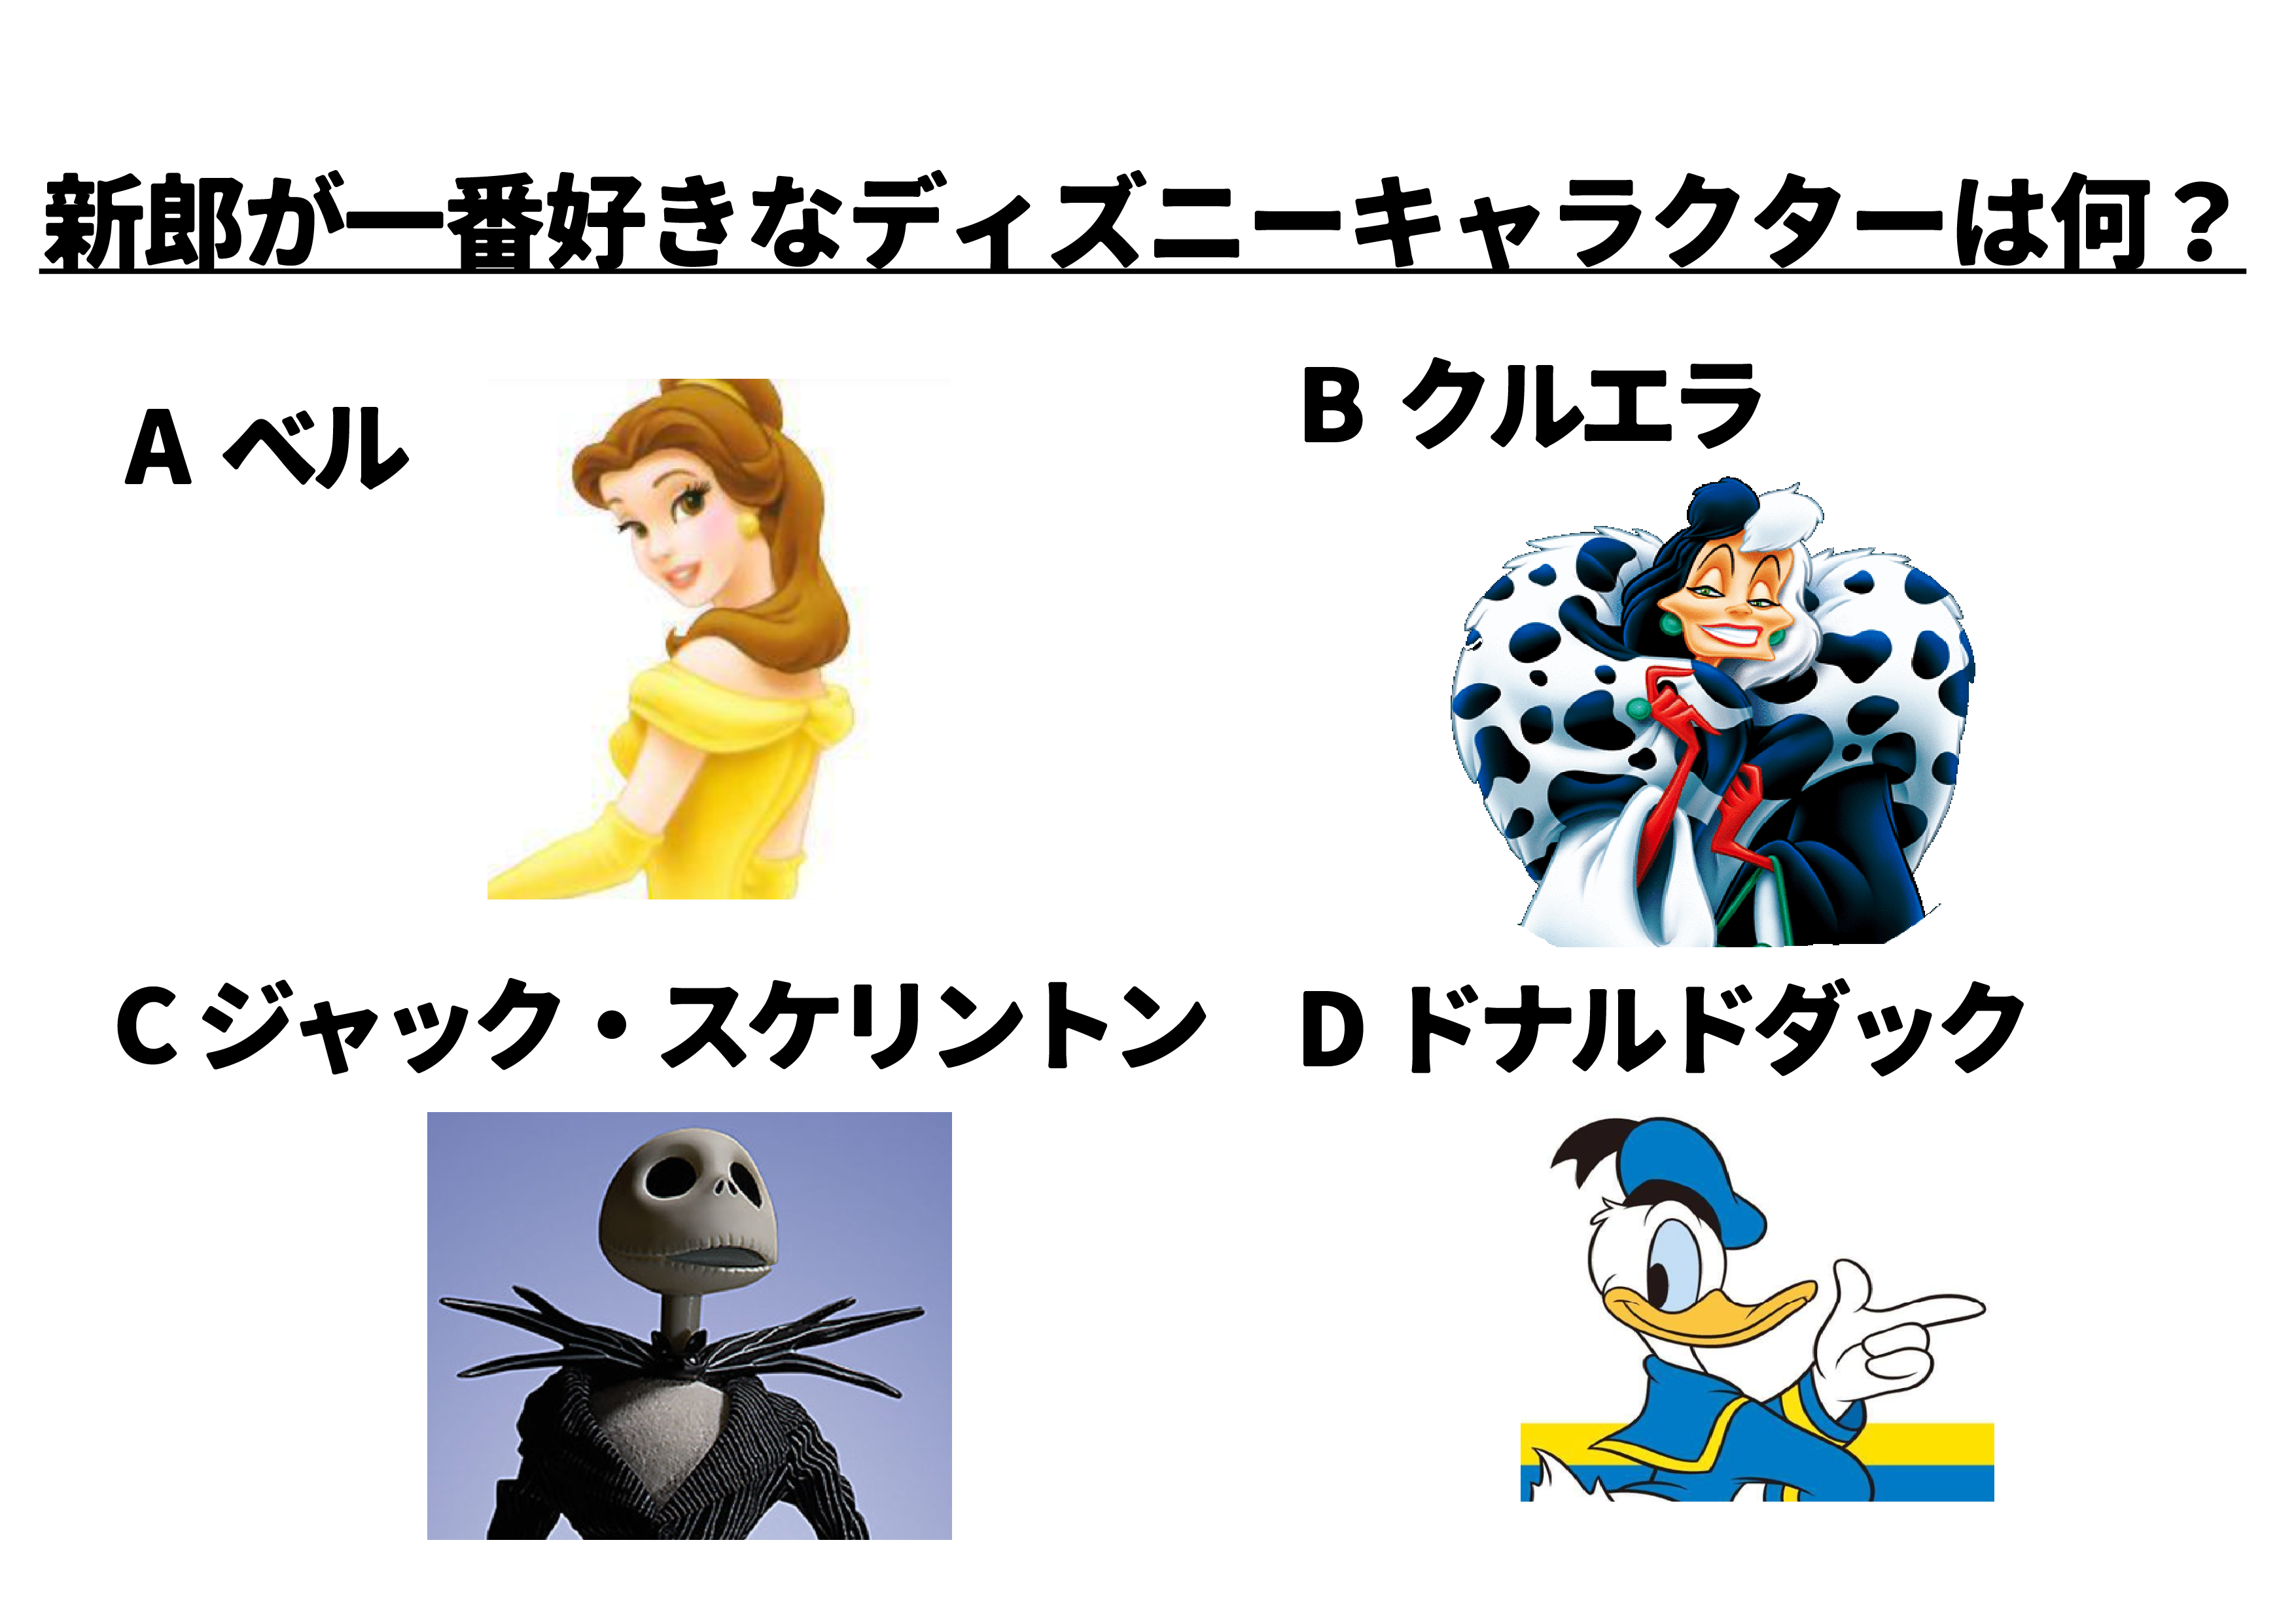 新郎が一番好きなディズニーキャラクターは何？
A ベル
B クルエラ
C ジャック・スケリントン
D ドナルドダック